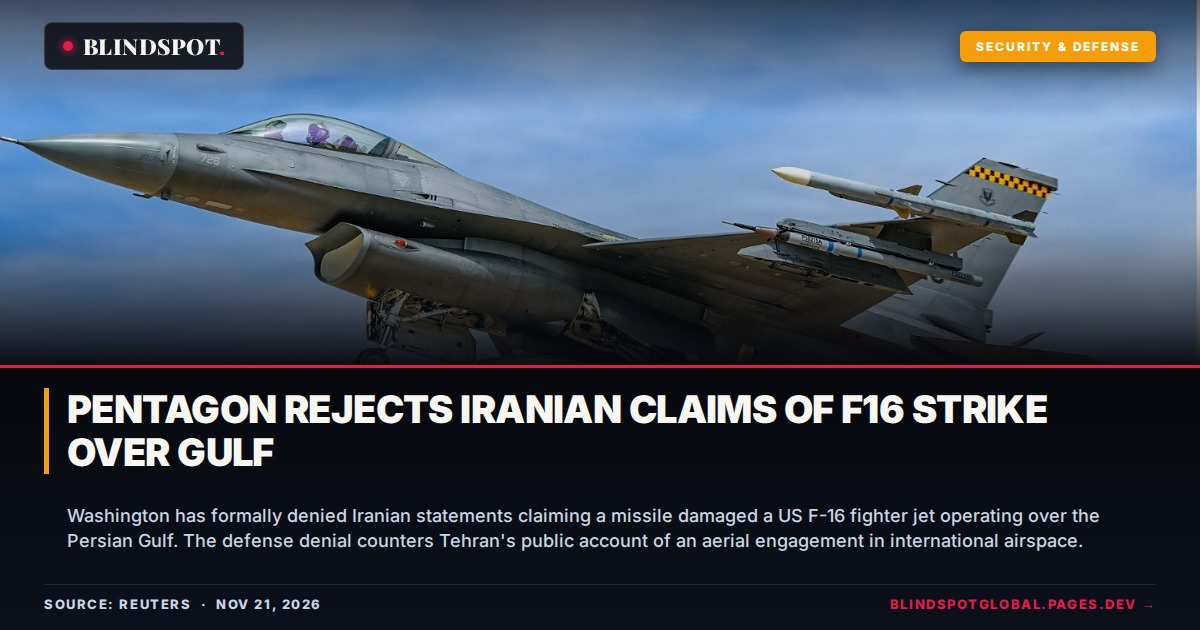 BLINDSPOT.
SECURITY & DEFENSE
728
PENTAGON REJECTS IRANIAN CLAIMS OF F16 STRIKE
OVER GULF
Washington has formally denied Iranian statements claiming a missile damaged a US F-16 fighter jet operating over the
Persian Gulf. The defense denial counters Tehran's public account of an aerial engagement in international airspace.
SOURCE: REUTERS · NOV 21, 2026
BLINDSPOTGLOBAL.PAGES.DEV →